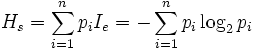 H_s = \sum_{i=1}^{n} p_i I_e = -\sum_{i=1}^{n} p_i \log_2 p_i